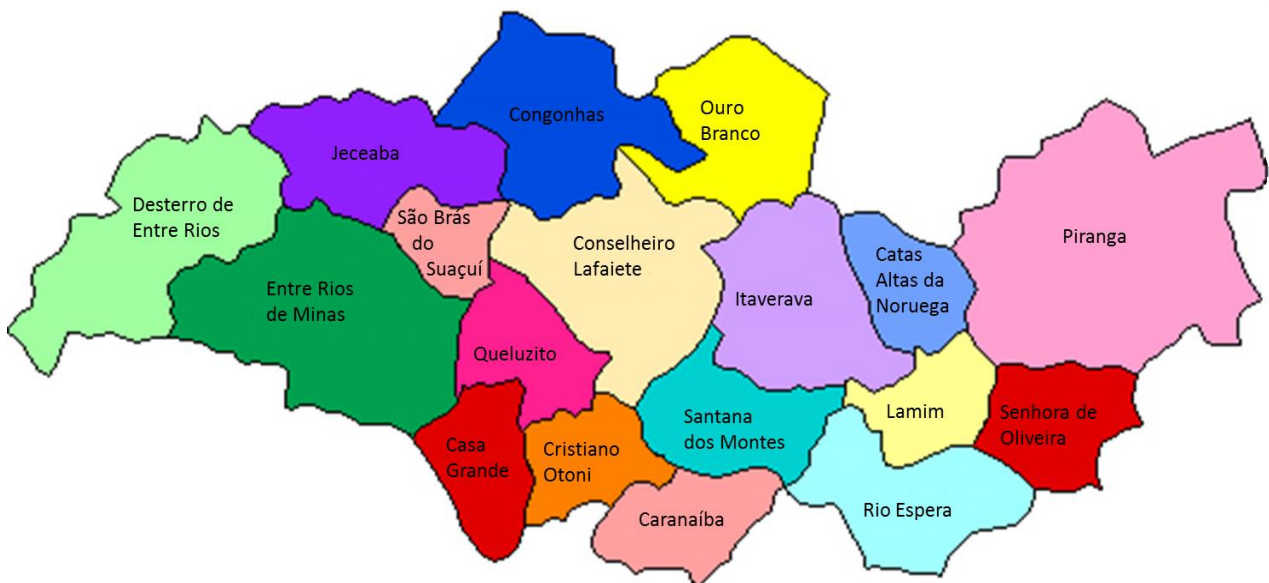 Congonhas
Ouro
Branco
Jeceaba
Desterro de
Entre Rios
São Brás
do
Suaçuí
Conselheiro
Lafaiete
Piranga
Catas
Altas da
Noruega
Entre Rios
de Minas
Itaverava
Queluzito
Lamim
Senhora de
Oliveira
Santana
dos Montes
Casa
Grande
Cristiano
Otoni
Caranaíba
Rio Espera